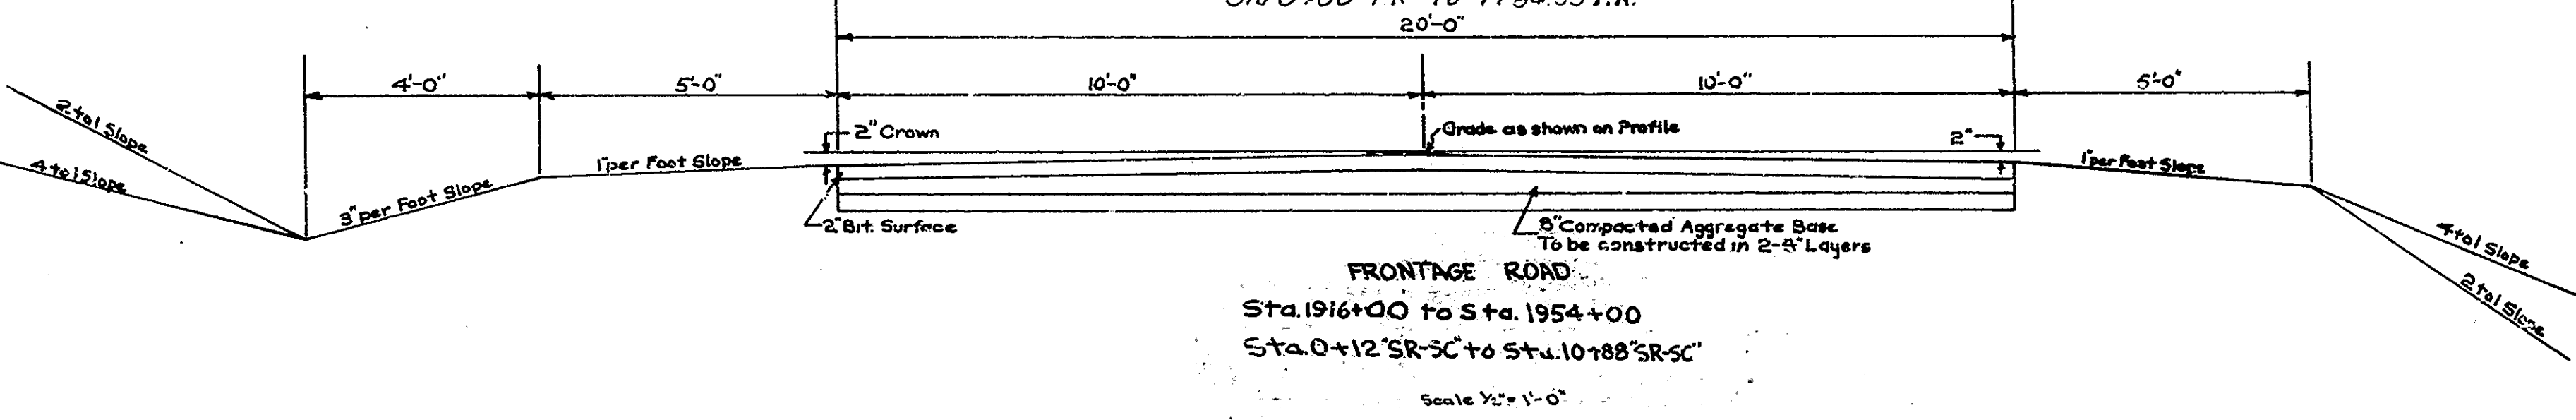 20'-0"
4'-0"
5'-0"
10'-0"
10'-0"
5'-0"
2 to 1 Slope
4 to 1 Slope
3" per Foot Slope
1" per Foot Slope
2" Crown
Grade as shown on Profile
2"
1" per Foot Slope
2" Bit. Surface
8" Compacted Aggregate Base
To be constructed in 2-4" Layers
4 to 1 Slope
2 to 1 Slope
FRONTAGE ROAD
Sta. 1916+00 to Sta. 1954+00
Sta. 0+12 "SR-SC" to Sta. 10+88 "SR-SC"
Scale ½" = 1'-0"